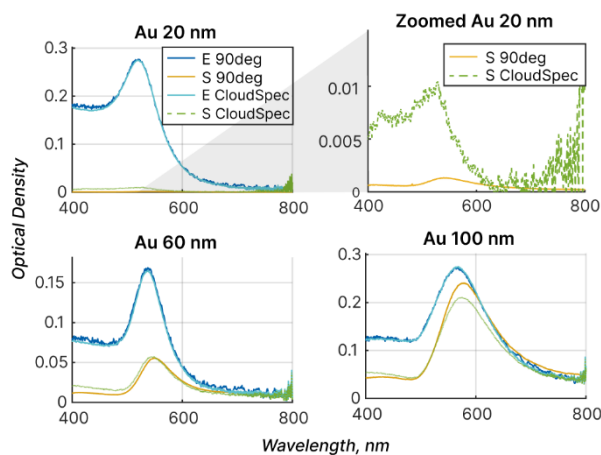 Au 20 nm
0.3
0.2
0.1
0
400
600
800
E 90deg
S 90deg
E CloudSpec
S CloudSpec
Zoomed Au 20 nm
0.01
0.005
0
400
600
800
S 90deg
S CloudSpec
Optical Density
Au 60 nm
0.15
0.1
0.05
0
400
600
800
Au 100 nm
0.3
0.2
0.1
0
400
600
800
Wavelength, nm